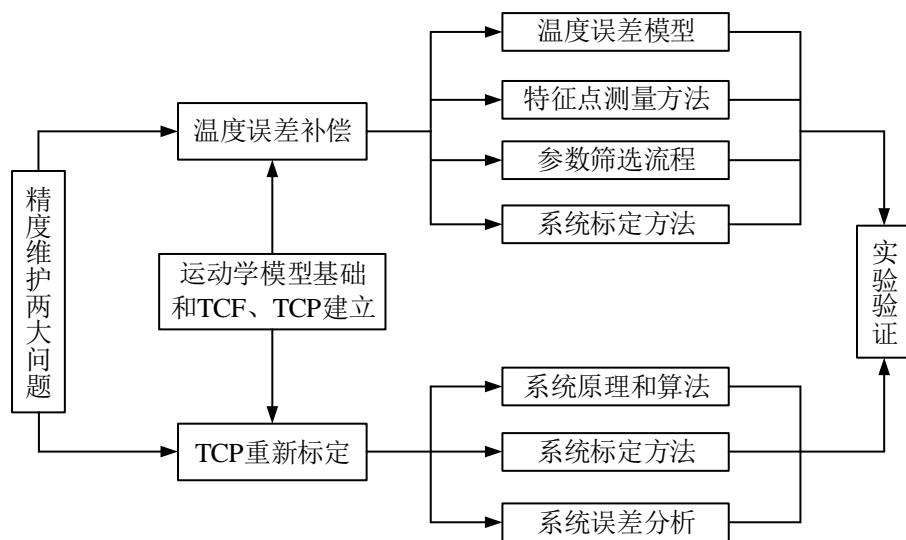 精度维护两大问题
温度误差补偿
运动学模型基础
和TCF、TCP建立
TCP重新标定
温度误差模型
特征点测量方法
参数筛选流程
系统标定方法
系统原理和算法
系统标定方法
系统误差分析
实验验证